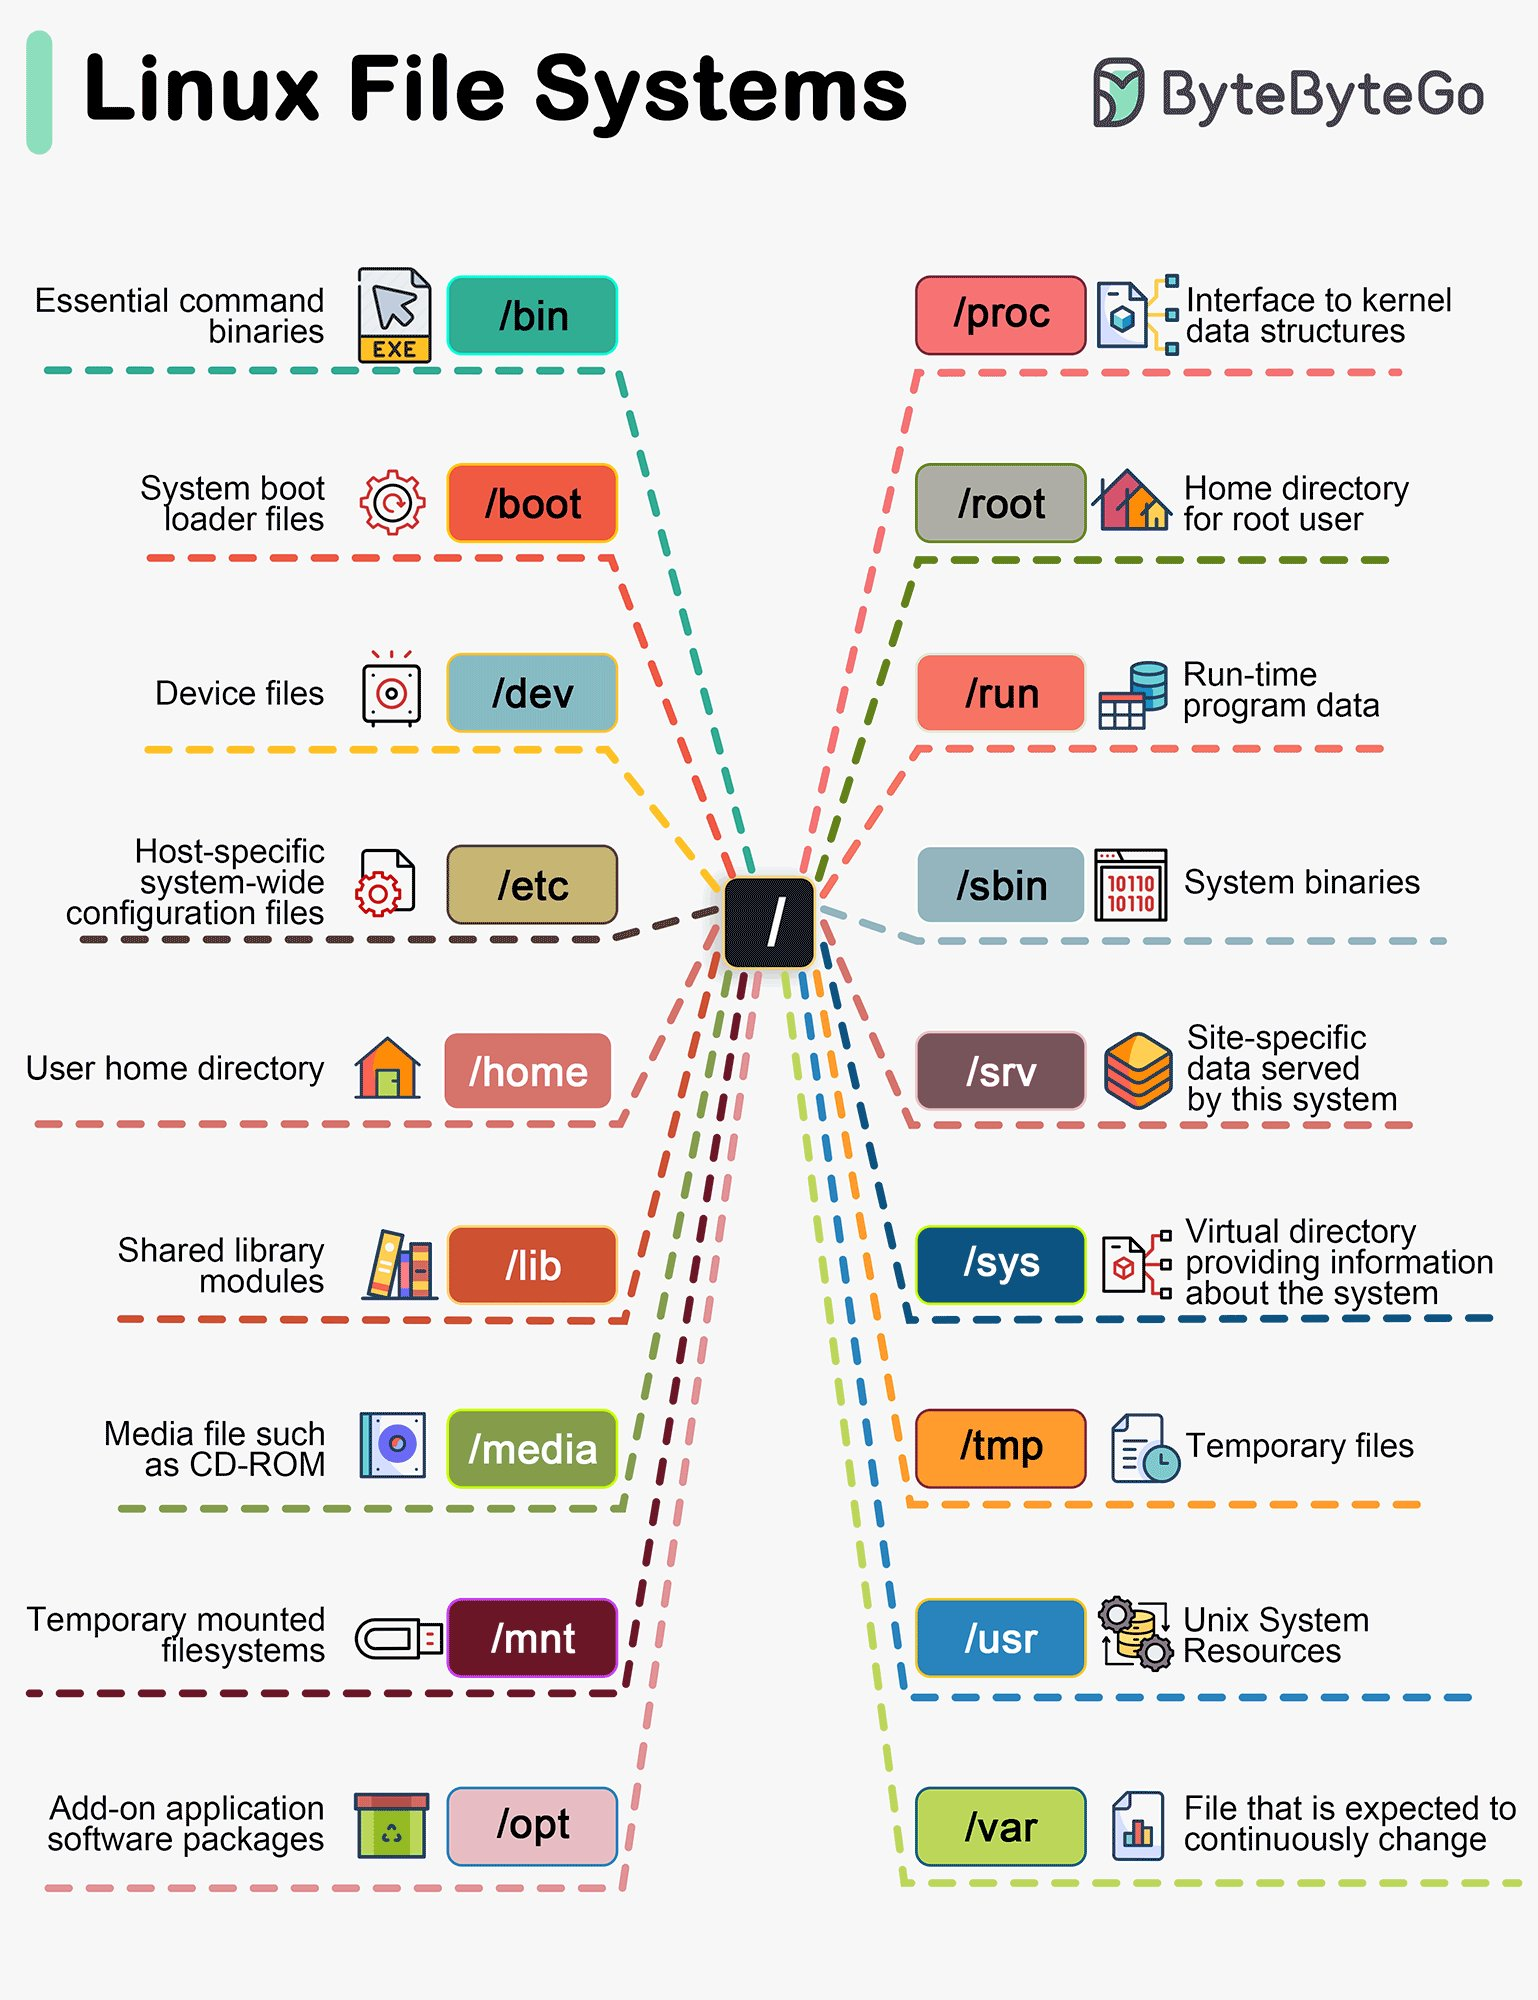 Linux File Systems
ByteByteGo
Essential command
binaries
EXE
/bin
System boot
loader files
/boot
Device files
/dev
Host-specific
system-wide
configuration files
/etc
User home directory
/home
Shared library
modules
/lib
Media file such
as CD-ROM
/media
Temporary mounted
filesystems
/mnt
Add-on application
software packages
/opt
/
/proc
Interface to kernel
data structures
/root
Home directory
for root user
/run
Run-time
program data
/sbin
10110
10110
System binaries
/srv
Site-specific
data served
by this system
/sys
Virtual directory
providing information
about the system
/tmp
Temporary files
/usr
Unix System
Resources
/var
File that is expected to
continuously change